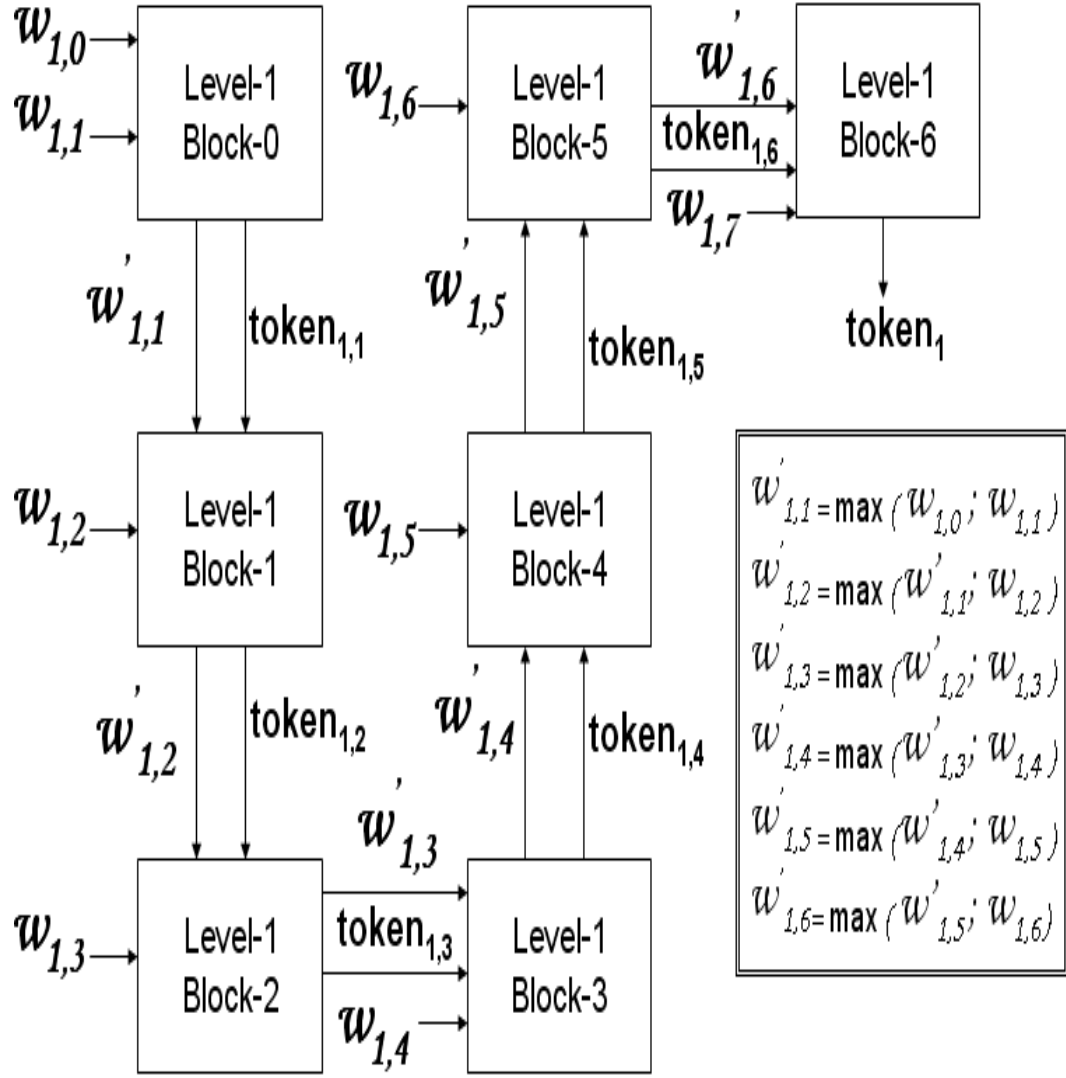 w1,0
w1,1
Level-1
Block-0
w'1,1
token1,1
w1,2
Level-1
Block-1
w'1,2
token1,2
w1,3
Level-1
Block-2
w'1,3
token1,3
w1,4
Level-1
Block-3
w'1,4
token1,4
w1,5
Level-1
Block-4
w'1,5
token1,5
w1,6
Level-1
Block-5
w'1,6
token1,6
w1,7
Level-1
Block-6
token1
w'1,1=max(w1,0; w1,1)
w'1,2=max(w'1,1; w1,2)
w'1,3=max(w'1,2; w1,3)
w'1,4=max(w'1,3; w1,4)
w'1,5=max(w'1,4; w1,5)
w'1,6=max(w'1,5; w1,6)